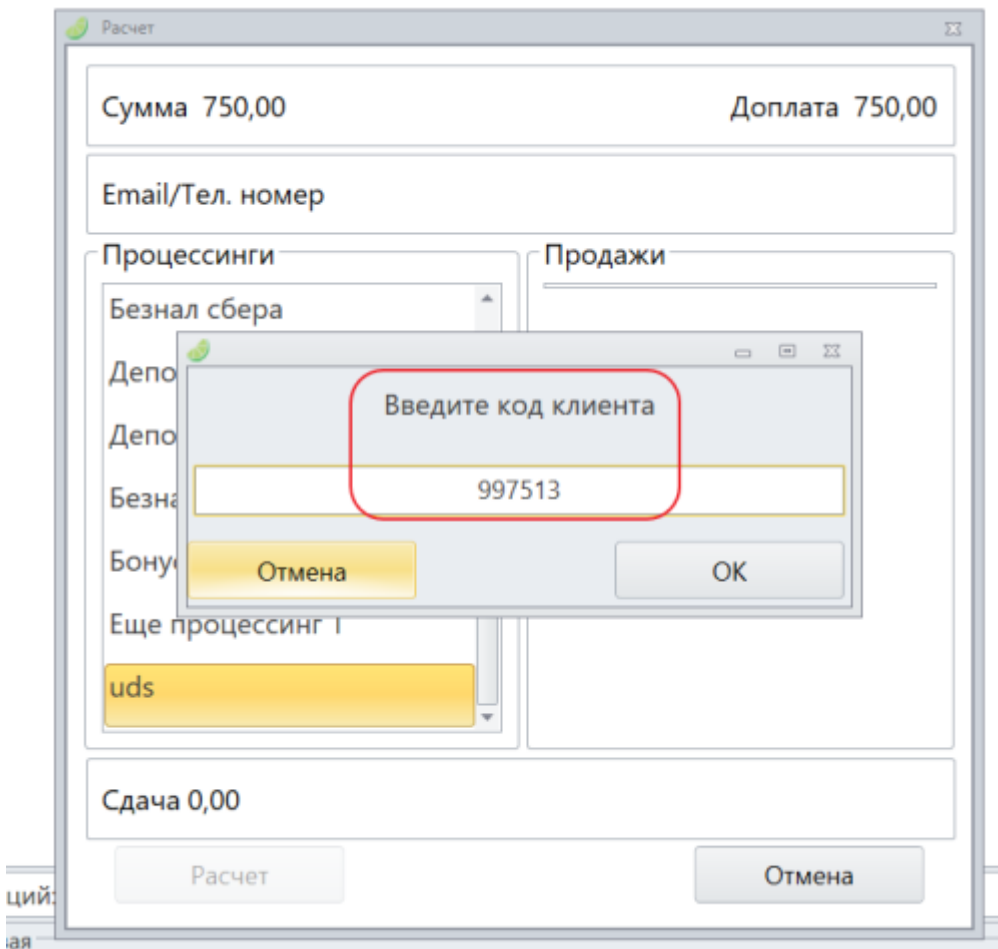 Расчет
Сумма 750,00 Доплата 750,00
Email/Тел. номер
Процессинги Продажи
Безнал сбера
Введите код клиента
997513
Отмена OK
Еще процессинг 1
uds
Сдача 0,00
Расчет Отмена